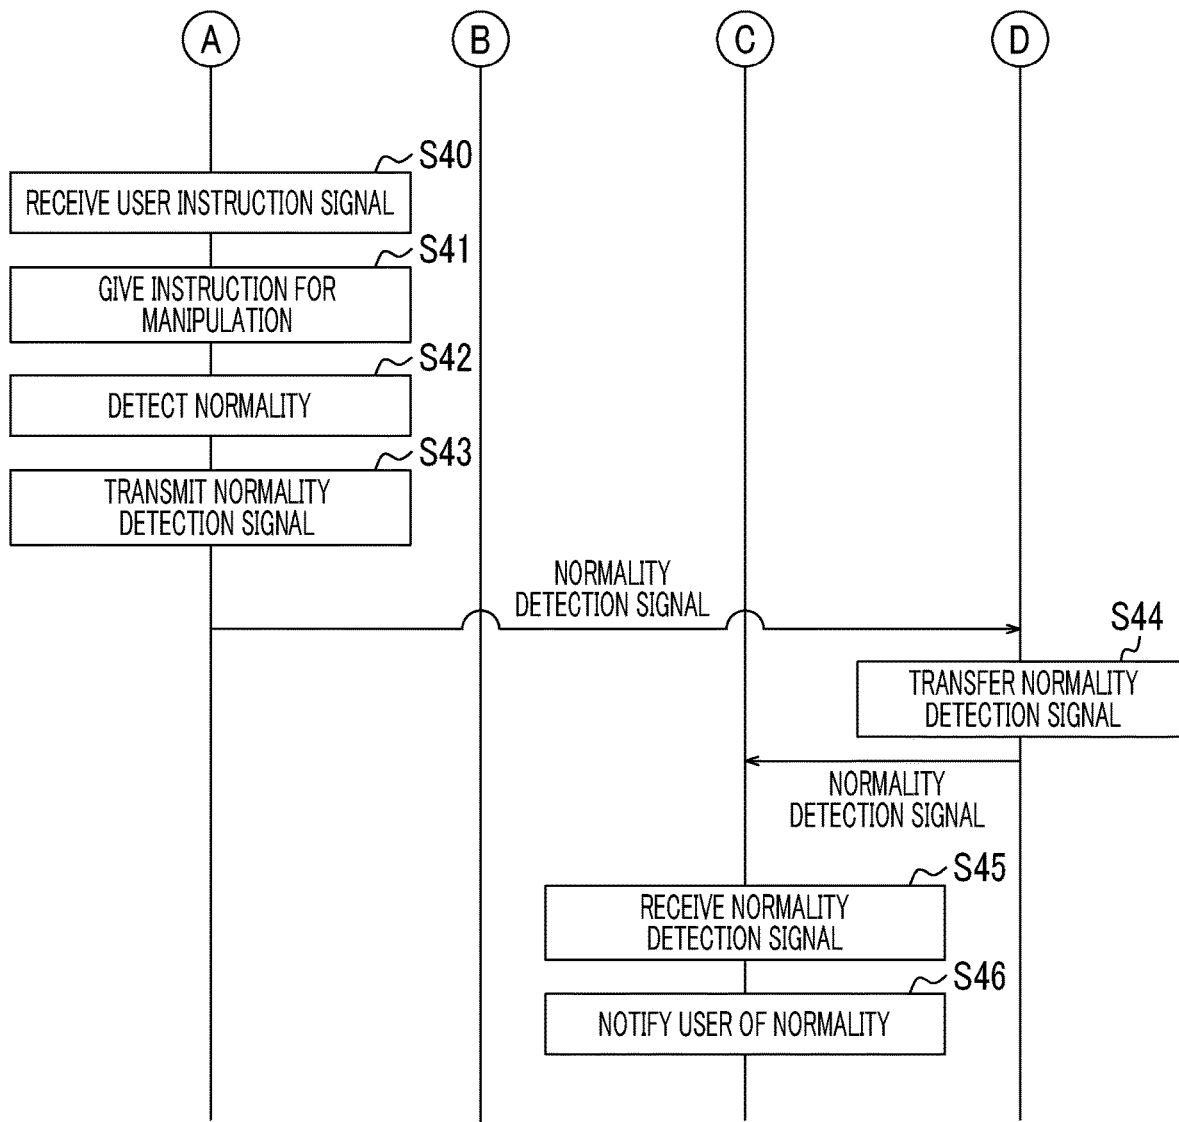 A B C D
S40
RECEIVE USER INSTRUCTION SIGNAL
S41
GIVE INSTRUCTION FOR
MANIPULATION
S42
DETECT NORMALITY
S43
TRANSMIT NORMALITY
DETECTION SIGNAL
NORMALITY
DETECTION SIGNAL
S44
TRANSFER NORMALITY
DETECTION SIGNAL
NORMALITY
DETECTION SIGNAL
S45
RECEIVE NORMALITY
DETECTION SIGNAL
S46
NOTIFY USER OF NORMALITY